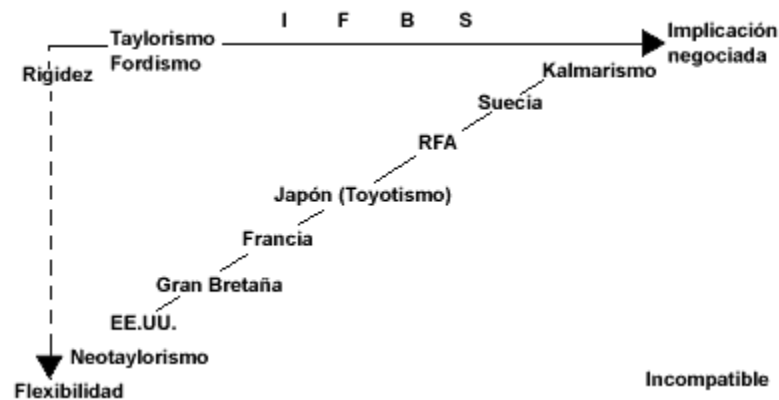 I F B S
Taylorismo
Fordismo
Implicación
negociada
Rigidez
Kalmarismo
Suecia
RFA
Japón (Toyotismo)
Francia
Gran Bretaña
EE.UU.
Neotaylorismo
Flexibilidad
Incompatible